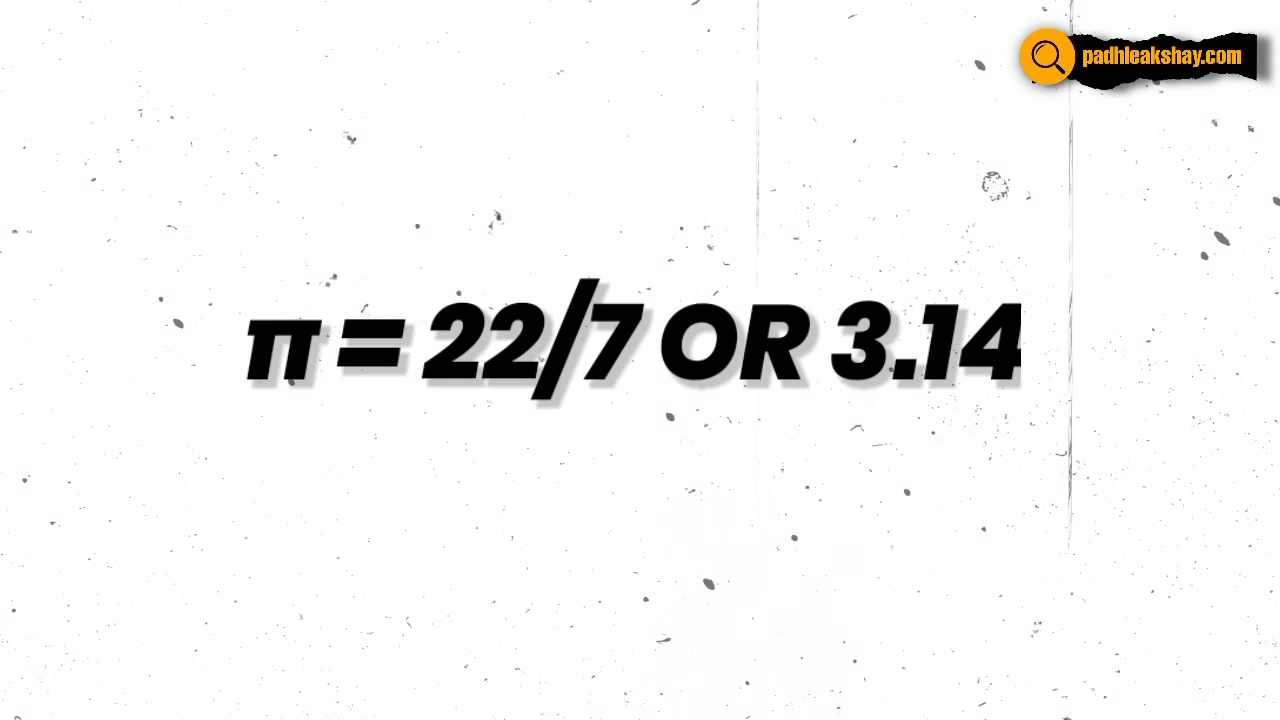 padhleakshay.com
π = 22/7 OR 3.14